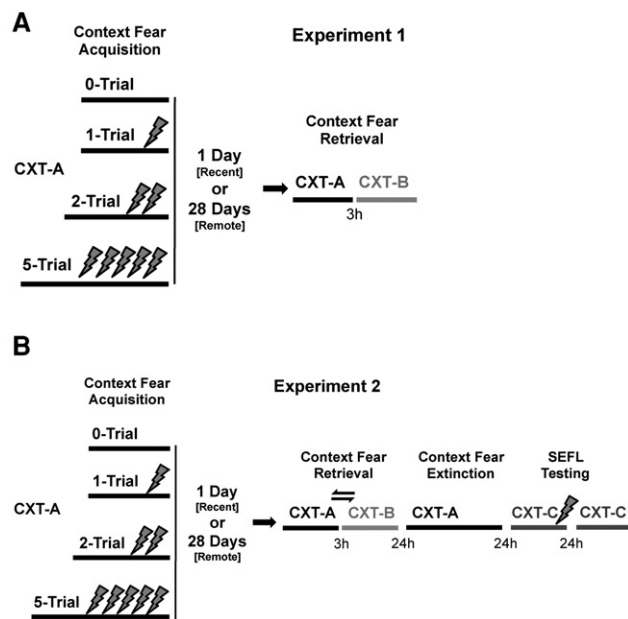 A
Context Fear
Acquisition
Experiment 1
0-Trial
1-Trial
CXT-A
2-Trial
5-Trial
1 Day
[Recent]
or
28 Days
[Remote]
Context Fear
Retrieval
CXT-A CXT-B
3h
B
Context Fear
Acquisition
Experiment 2
0-Trial
1-Trial
CXT-A
2-Trial
5-Trial
1 Day
[Recent]
or
28 Days
[Remote]
Context Fear
Retrieval
Context Fear
Extinction
SEFL
Testing
CXT-A CXT-B CXT-A CXT-C CXT-C
3h 24h 24h 24h